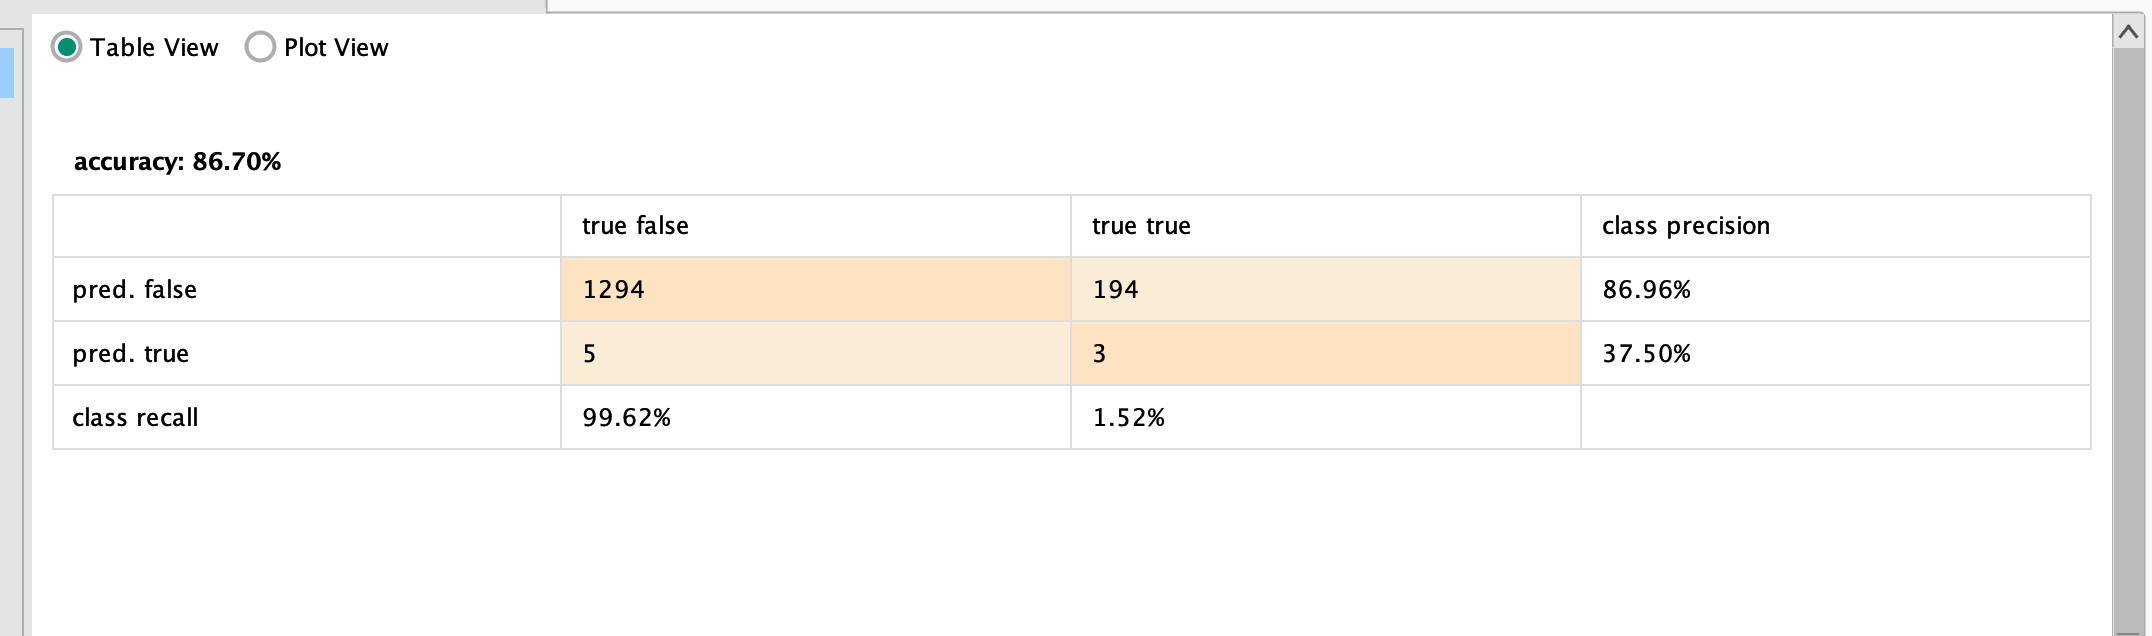 Table View Plot View
accuracy: 86.70%
true false true true class precision
pred. false 1294 194 86.96%
pred. true 5 3 37.50%
class recall 99.62% 1.52%